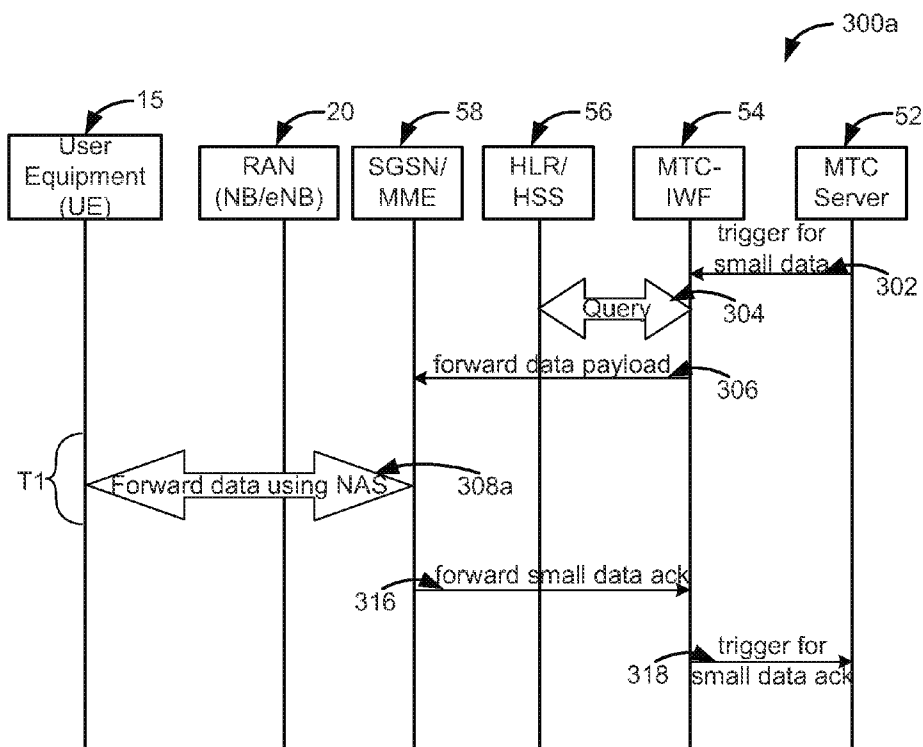 300a
15
20
58
56
54
52
User
Equipment
(UE)
RAN
(NB/eNB)
SGSN/
MME
HLR/
HSS
MTC-
IWF
MTC
Server
trigger for
small data
302
Query
304
forward data payload
306
T1
Forward data using NAS
308a
forward small data ack
316
trigger for
small data ack
318